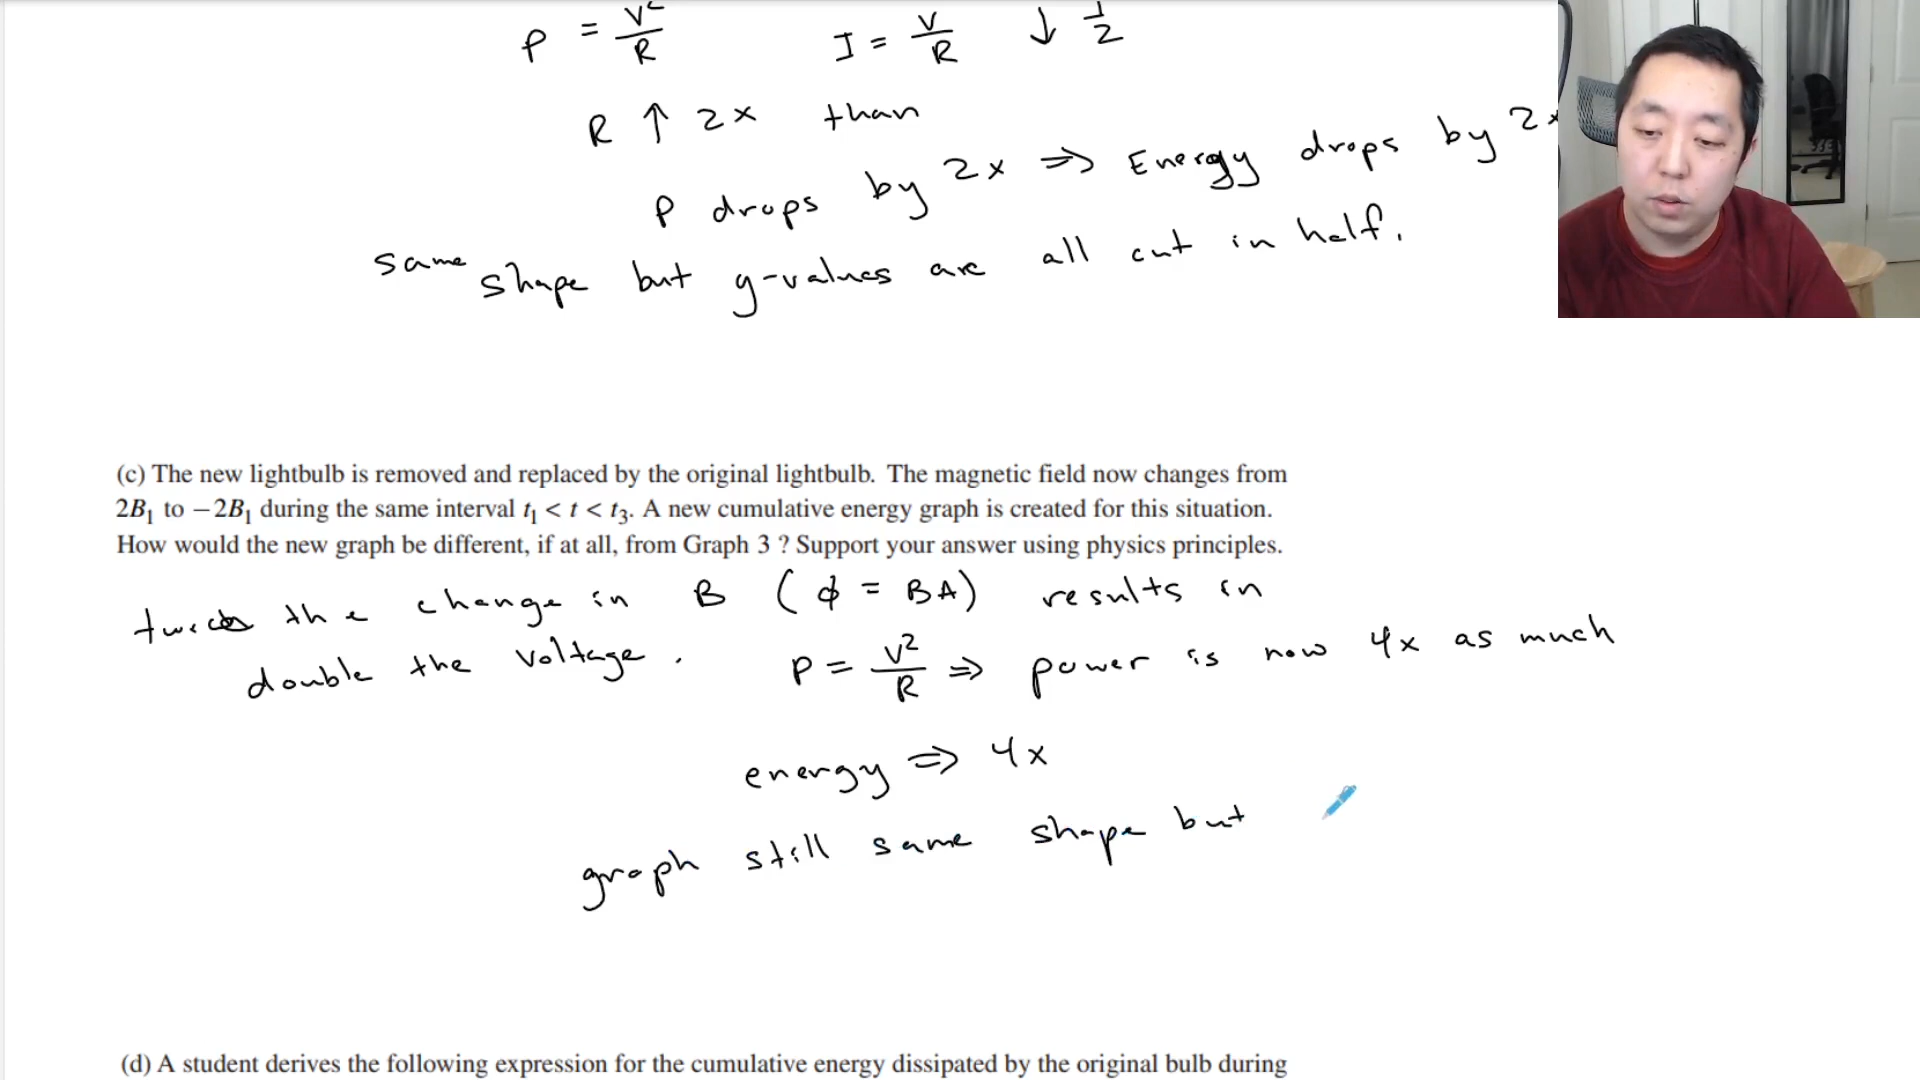 P = V²/R I = V/R ↓ 1/2
R ↑ 2x than
P drops by 2x ⇒ Energy drops by 2x
same shape but y-values are all cut in half.
(c) The new lightbulb is removed and replaced by the original lightbulb. The magnetic field now changes from
2B₁ to −2B₁ during the same interval t₁ < t < t₃. A new cumulative energy graph is created for this situation.
How would the new graph be different, if at all, from Graph 3 ? Support your answer using physics principles.
twice the change in B (ϕ = BA) results in
double the voltage. P = V²/R ⇒ power is now 4x as much
energy ⇒ 4x
graph still same shape but
(d) A student derives the following expression for the cumulative energy dissipated by the original bulb during